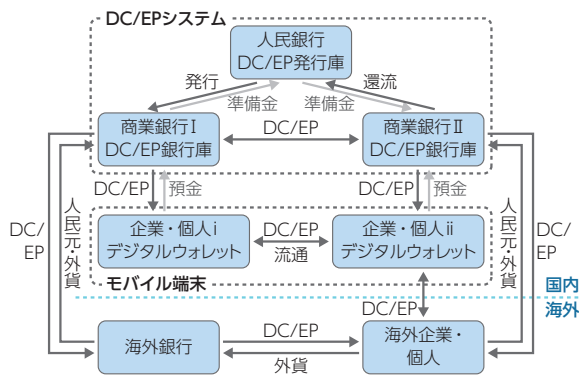 DC/EPシステム
人民銀行
DC/EP発行庫
発行
準備金
準備金
還流
商業銀行Ⅰ
DC/EP銀行庫
DC/EP
商業銀行Ⅱ
DC/EP銀行庫
DC/EP
預金
DC/EP
預金
企業・個人ⅰ
デジタルウォレット
DC/EP
流通
企業・個人ⅱ
デジタルウォレット
モバイル端末
DC/
EP
人民元・外貨
人民元・外貨
DC/
EP
国内
海外
DC/EP
海外銀行
DC/EP
外貨
海外企業・
個人